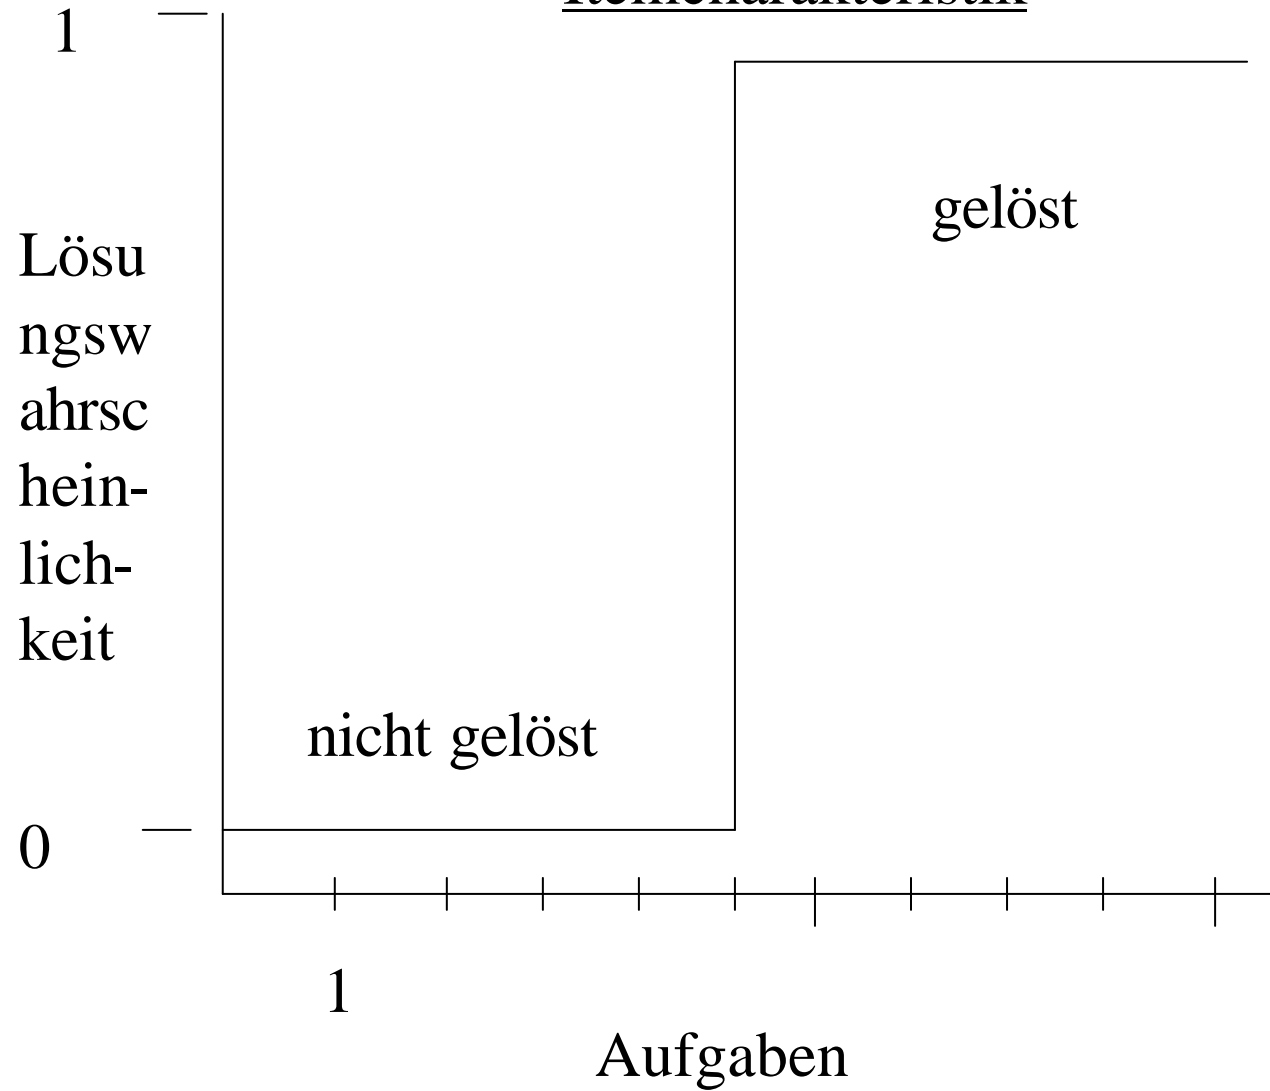 1
gelöst
Lösu
ngsw
ahrsc
hein-
lich-
keit
nicht gelöst
0
1
Aufgaben